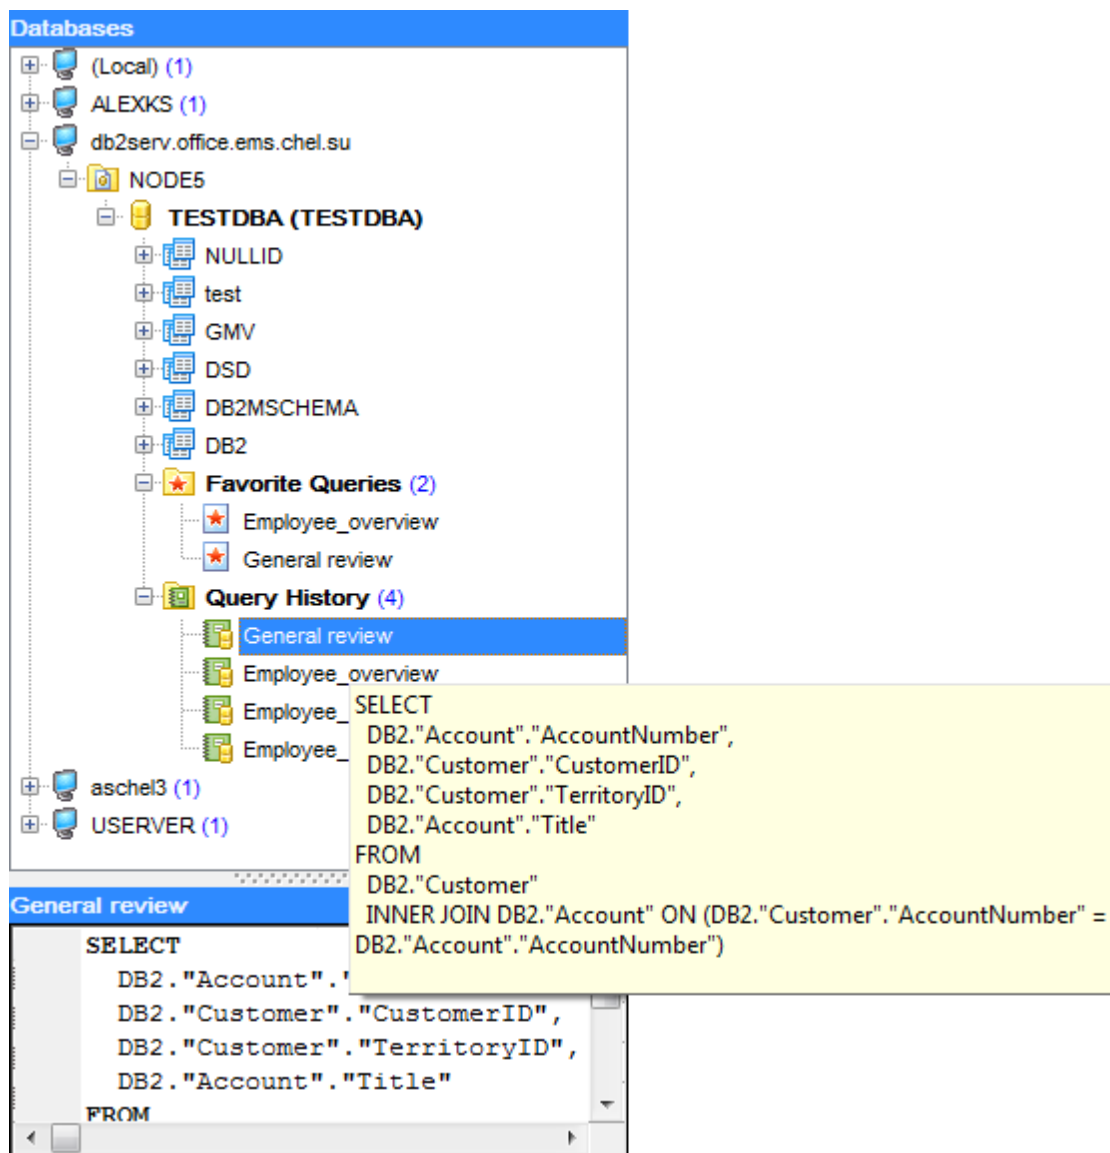 Databases
(Local) (1)
ALEXKS (1)
db2serv.office.ems.chel.su
NODE5
TESTDBA (TESTDBA)
NULLID
test
GMV
DSD
DB2MSCHEMA
DB2
Favorite Queries (2)
Employee_overview
General review
Query History (4)
General review
Employee_overview
Employee_
Employee_
aschel3 (1)
USERVER (1)
SELECT
DB2."Account"."AccountNumber",
DB2."Customer"."CustomerID",
DB2."Customer"."TerritoryID",
DB2."Account"."Title"
FROM
DB2."Customer"
INNER JOIN DB2."Account" ON (DB2."Customer"."AccountNumber" =
DB2."Account"."AccountNumber")
General review
SELECT
DB2."Account".
DB2."Customer"."CustomerID",
DB2."Customer"."TerritoryID",
DB2."Account"."Title"
FROM